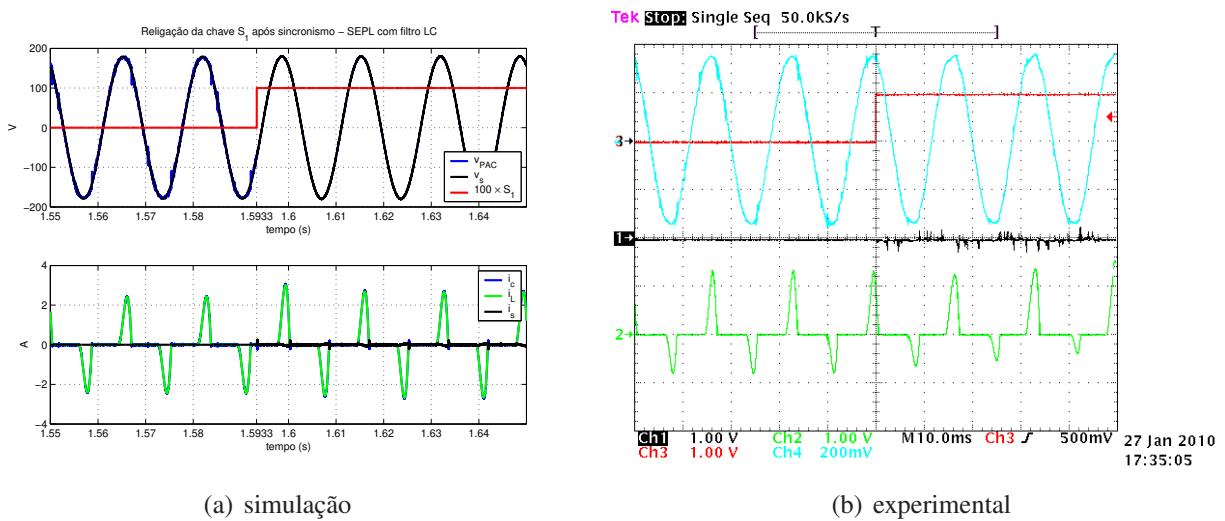 Religação da chave S1 após sincronismo − SEPL com filtro LC
200
100
0
−100
−200
V
vPAC
vs
100 × S1
1.55 1.56 1.57 1.58 1.5933 1.6 1.61 1.62 1.63 1.64
tempo (s)
4
2
0
−2
−4
A
ic
iL
is
1.55 1.56 1.57 1.58 1.5933 1.6 1.61 1.62 1.63 1.64
tempo (s)
(a) simulação
Tek Stop: Single Seq 50.0kS/s
T
3
1
2
Ch1 1.00 V Ch2 1.00 V M10.0ms Ch3 500mV
Ch3 1.00 V Ch4 200mV
27 Jan 2010
17:35:05
(b) experimental